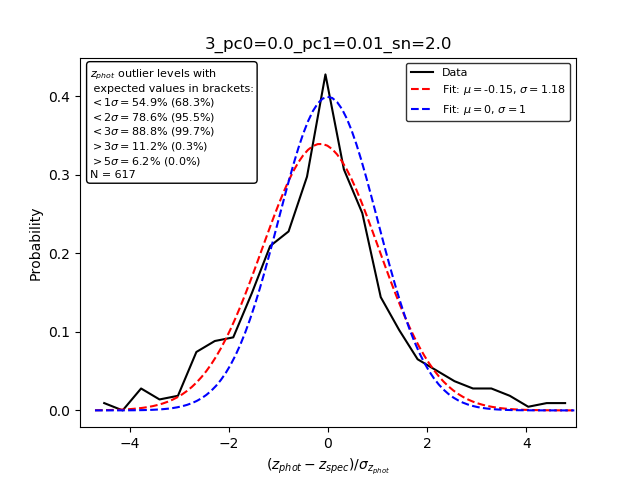 3_pc0=0.0_pc1=0.01_sn=2.0
z_phot outlier levels with
expected values in brackets:
<1σ = 54.9% (68.3%)
<2σ = 78.6% (95.5%)
<3σ = 88.8% (99.7%)
>3σ = 11.2% (0.3%)
>5σ = 6.2% (0.0%)
N = 617
Data
Fit: μ = -0.15, σ = 1.18
Fit: μ = 0, σ = 1
Probability
0.4
0.3
0.2
0.1
0.0
−4 −2 0 2 4
(z_phot − z_spec)/σ_z_phot